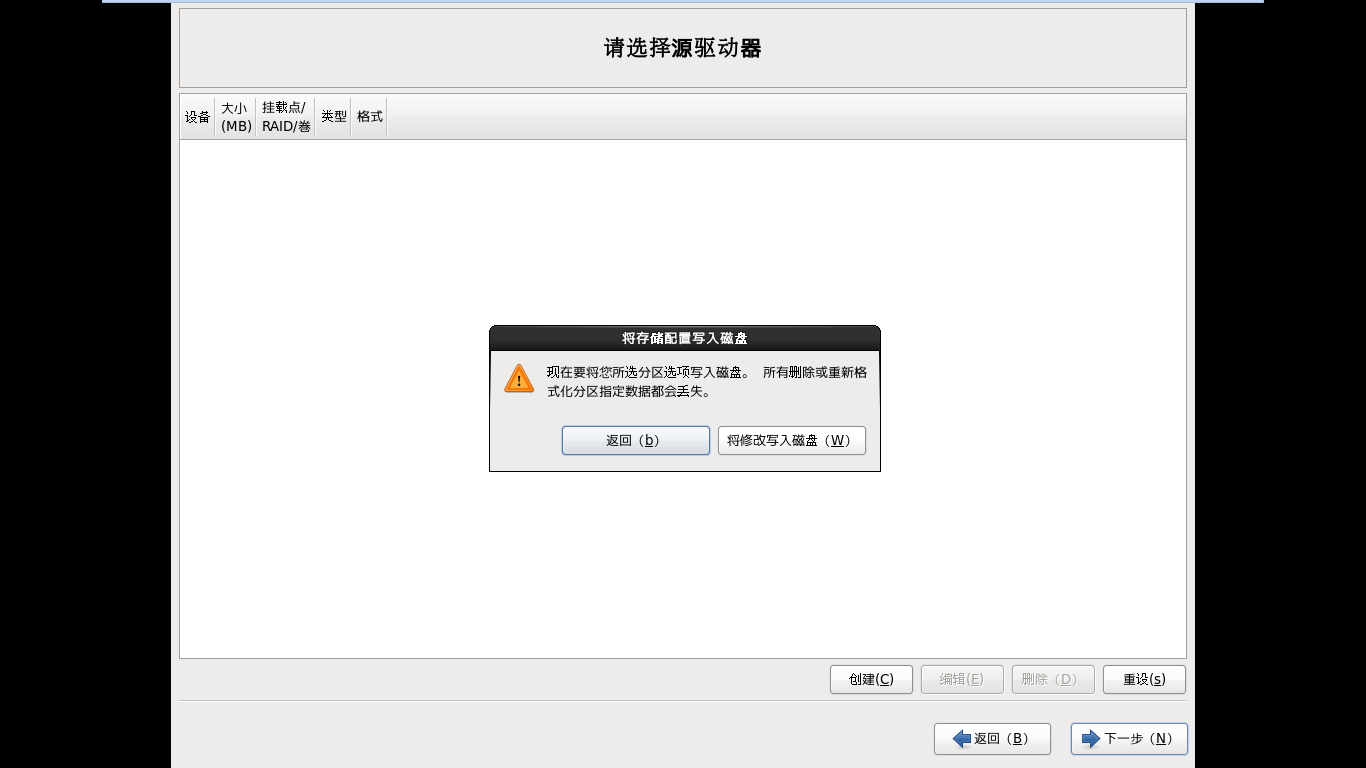 请选择源驱动器
设备
大小
(MB)
挂载点/
RAID/卷
类型
格式
将存储配置写入磁盘
现在要将您所选分区选项写入磁盘。 所有删除或重新格
式化分区指定数据都会丢失。
返回（b）
将修改写入磁盘（W）
创建(C)
编辑(E)
删除（D）
重设(s)
返回（B）
下一步（N）